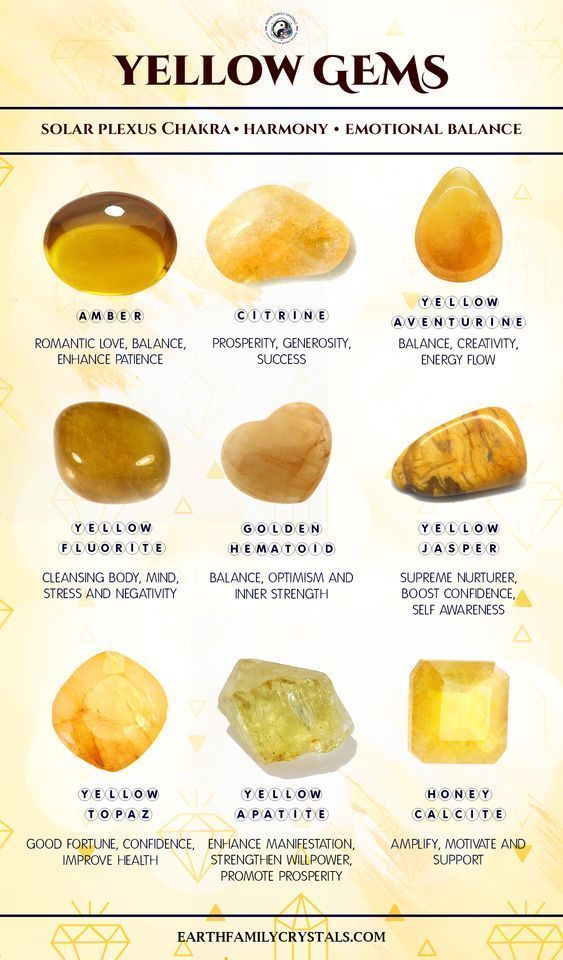 YELLOW GEMS
SOLAR PLEXUS CHAKRA • HARMONY • EMOTIONAL BALANCE
AMBER
ROMANTIC LOVE, BALANCE,
ENHANCE PATIENCE
CITRINE
PROSPERITY, GENEROSITY,
SUCCESS
YELLOW
AVENTURINE
BALANCE, CREATIVITY,
ENERGY FLOW
YELLOW
FLUORITE
CLEANSING BODY, MIND,
STRESS AND NEGATIVITY
GOLDEN
HEMATOID
BALANCE, OPTIMISM AND
INNER STRENGTH
YELLOW
JASPER
SUPREME NURTURER,
BOOST CONFIDENCE,
SELF AWARENESS
YELLOW
TOPAZ
GOOD FORTUNE, CONFIDENCE,
IMPROVE HEALTH
YELLOW
APATITE
ENHANCE MANIFESTATION,
STRENGTHEN WILLPOWER,
PROMOTE PROSPERITY
HONEY
CALCITE
AMPLIFY, MOTIVATE AND
SUPPORT
EARTHFAMILYCRYSTALS.COM